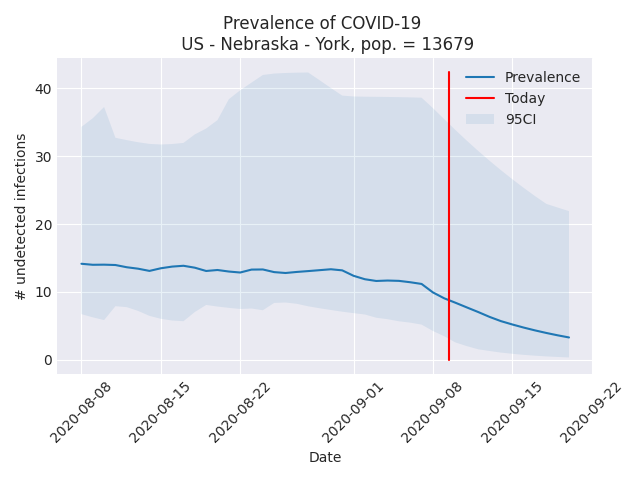 Prevalence of COVID-19
US - Nebraska - York, pop. = 13679
Prevalence
Today
95CI
40
30
20
10
0
# undetected infections
2020-08-08
2020-08-15
2020-08-22
2020-09-01
2020-09-08
2020-09-15
2020-09-22
Date